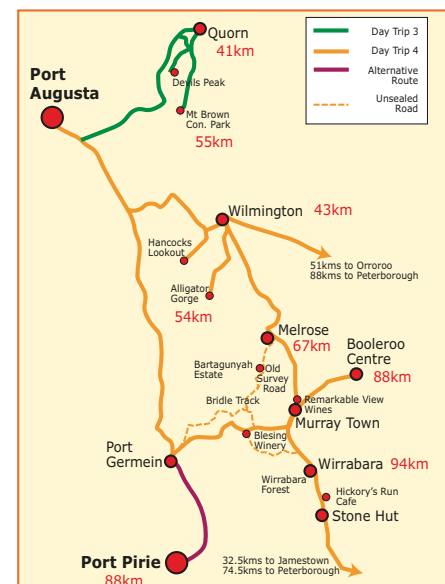 Quorn
41km
Day Trip 3
Day Trip 4
Alternative
Route
Unsealed
Road
Port
Augusta
Devils Peak
Mt Brown
Con. Park
55km
Wilmington 43km
Hancocks
Lookout
51kms to Orroroo
88kms to Peterborough
Alligator
Gorge
54km
Melrose
67km
Booleroo
Centre
88km
Bartagunyah
Estate
Old
Survey
Road
Bridle Track
Remarkable View
Wines
Murray Town
Blesing
Winery
Port
Germein
Wirrabara 94km
Wirrabara
Forest
Hickory's Run
Cafe
Stone Hut
Port Pirie
88km
32.5kms to Jamestown
74.5kms to Peterborough